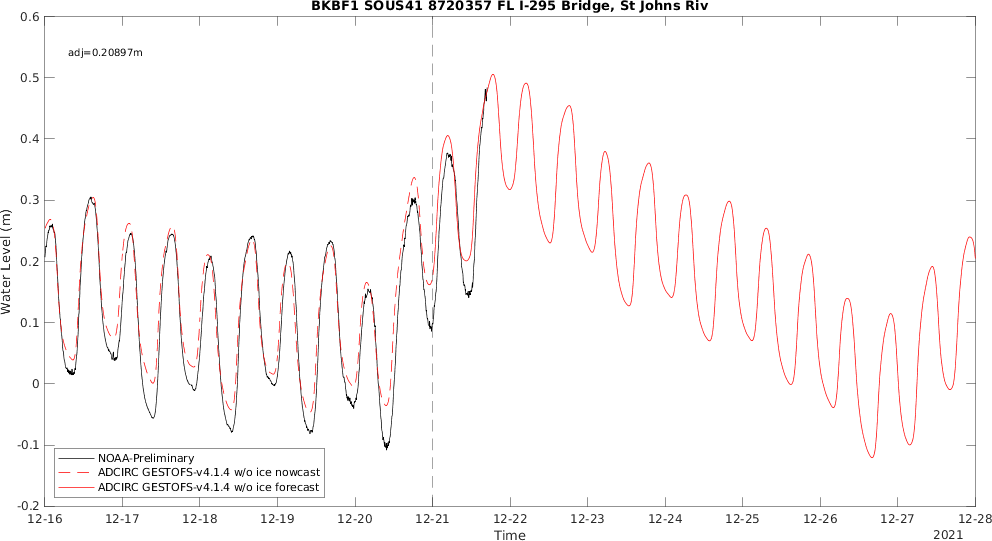 BKBF1 SOUS41 8720357 FL I-295 Bridge, St Johns Riv
0.6
0.5
0.4
0.3
0.2
0.1
0
-0.1
-0.2
Water Level (m)
adj=0.20897m
NOAA-Preliminary
ADCIRC GESTOFS-v4.1.4 w/o ice nowcast
ADCIRC GESTOFS-v4.1.4 w/o ice forecast
12-16 12-17 12-18 12-19 12-20 12-21 12-22 12-23 12-24 12-25 12-26 12-27 12-28
Time
2021